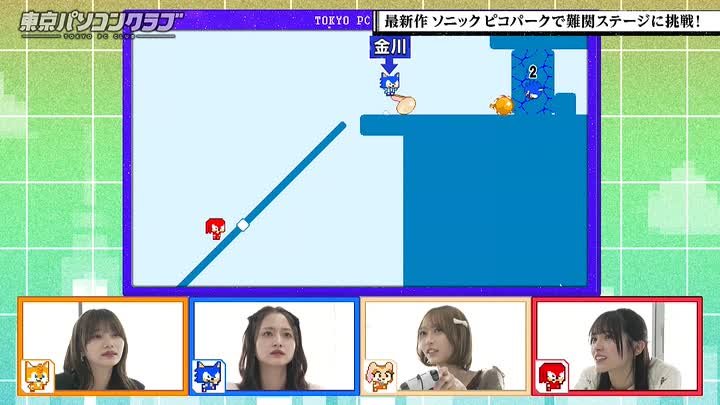 東京パソコンクラブ
TOKYO PC CLUB
TOKYO PC
最新作 ソニック ピコパークで難関ステージに挑戦!
金川
2